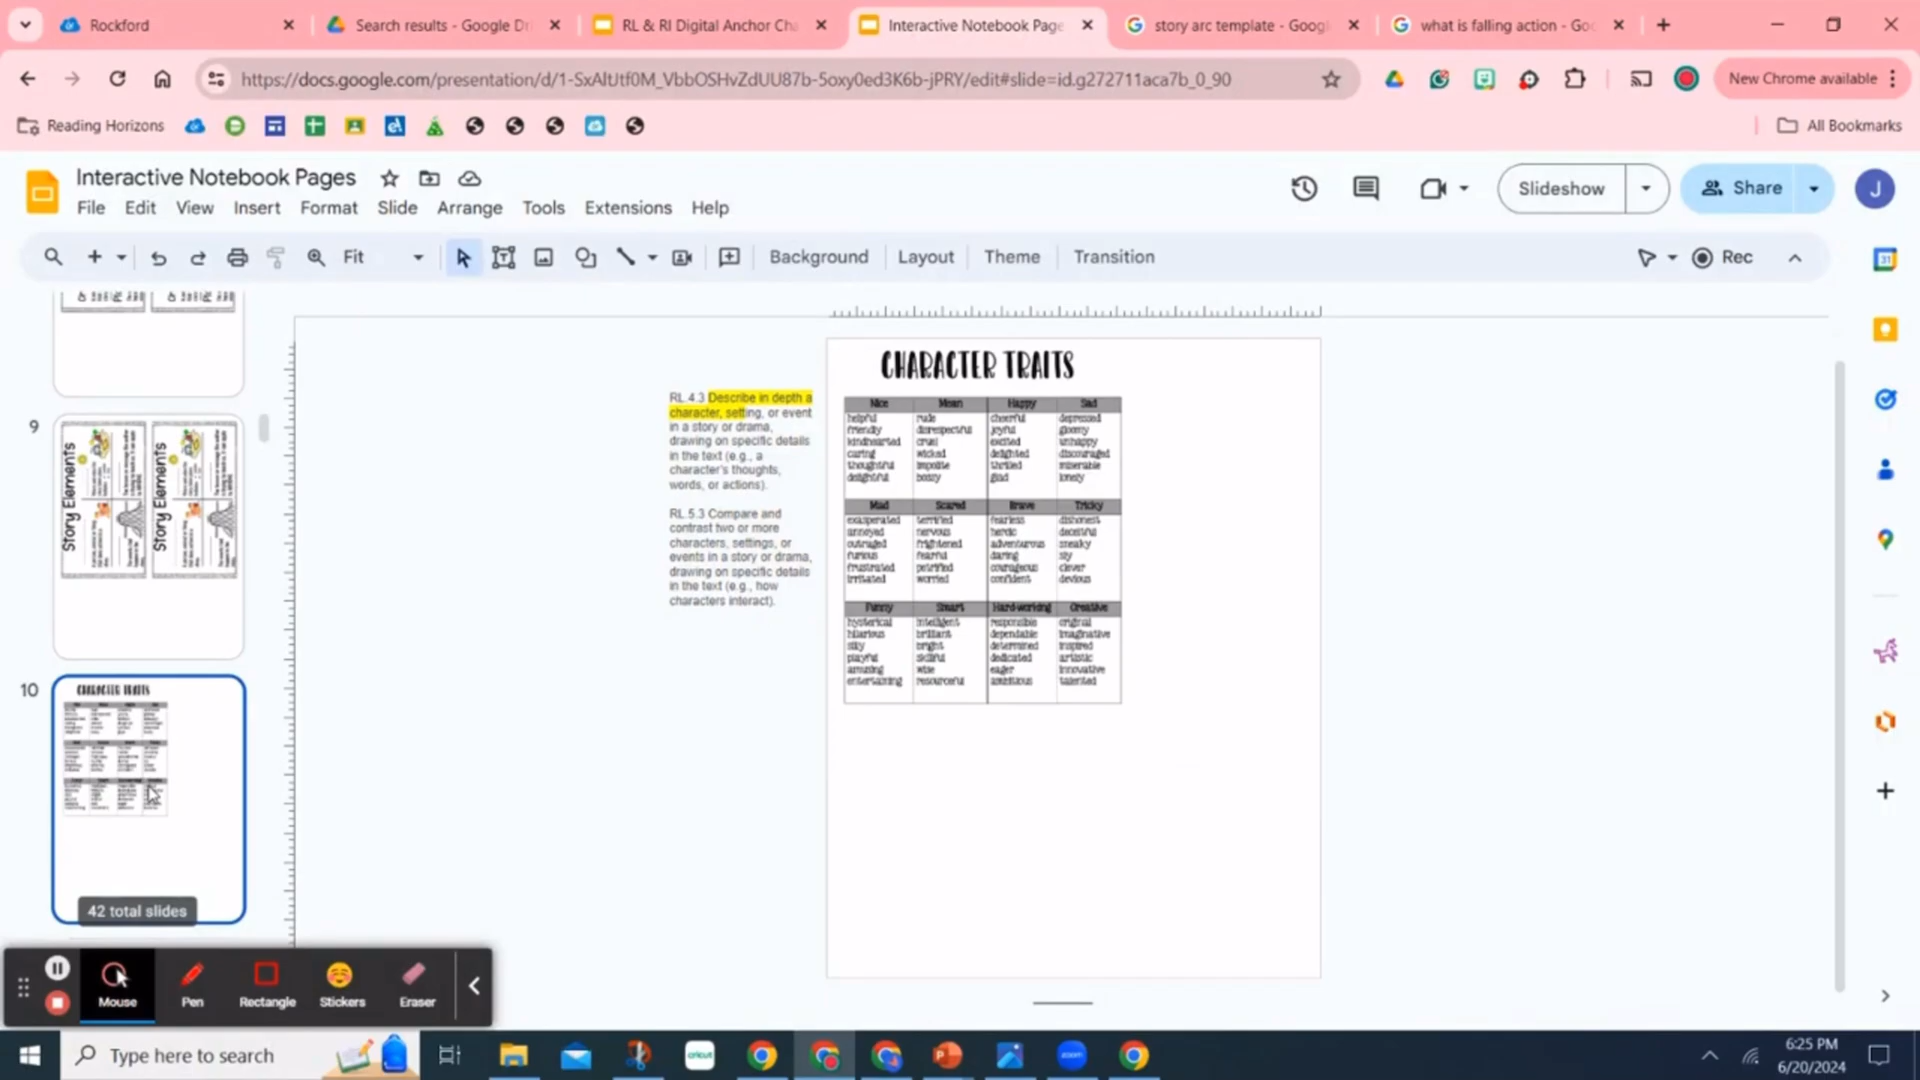 Rockford
Search results - Google Dr
RL & RI Digital Anchor Cha
Interactive Notebook Page
story arc template - Googl
what is falling action - Goo
https://docs.google.com/presentation/d/1-SxAltJtf0M_VbbOSHvZdUU87b-5oxy0ed3K6b-jPRY/edit#slide=id.g272711aca7b_0_90
New Chrome available
Reading Horizons
All Bookmarks
Interactive Notebook Pages
File Edit View Insert Format Slide Arrange Tools Extensions Help
Slideshow
Share
J
Fit
Background
Layout
Theme
Transition
Rec
31
9
Story Elements
Story Elements
10
CHARACTER TRAITS
42 total slides
RL.4.3 Describe in depth a
character, setting, or event
in a story or drama,
drawing on specific details
in the text (e.g., a
character's thoughts,
words, or actions).
RL.5.3 Compare and
contrast two or more
characters, settings, or
events in a story or drama,
drawing on specific details
in the text (e.g., how
characters interact).
CHARACTER TRAITS
Nice Mean Happy Sad
helpful rude cheerful depressed
friendly disrespectful joyful gloomy
kindhearted cruel excited unhappy
caring wicked delighted discouraged
thoughtful impolite thrilled miserable
delightful bossy glad lonely
Mad Scared Brave Tricky
exasperated terrified fearless dishonest
annoyed nervous heroic deceitful
outraged frightened adventurous sneaky
furious fearful daring sly
frustrated petrified courageous clever
irritated worried confident devious
Funny Smart Hard-working Creative
hysterical intelligent responsible original
hilarious brilliant dependable imaginative
silly bright determined inspired
playful skillful dedicated artistic
amusing wise eager innovative
entertaining resourceful ambitious talented
Mouse
Pen
Rectangle
Stickers
Eraser
Type here to search
cricut
zoom
6:25 PM
6/20/2024